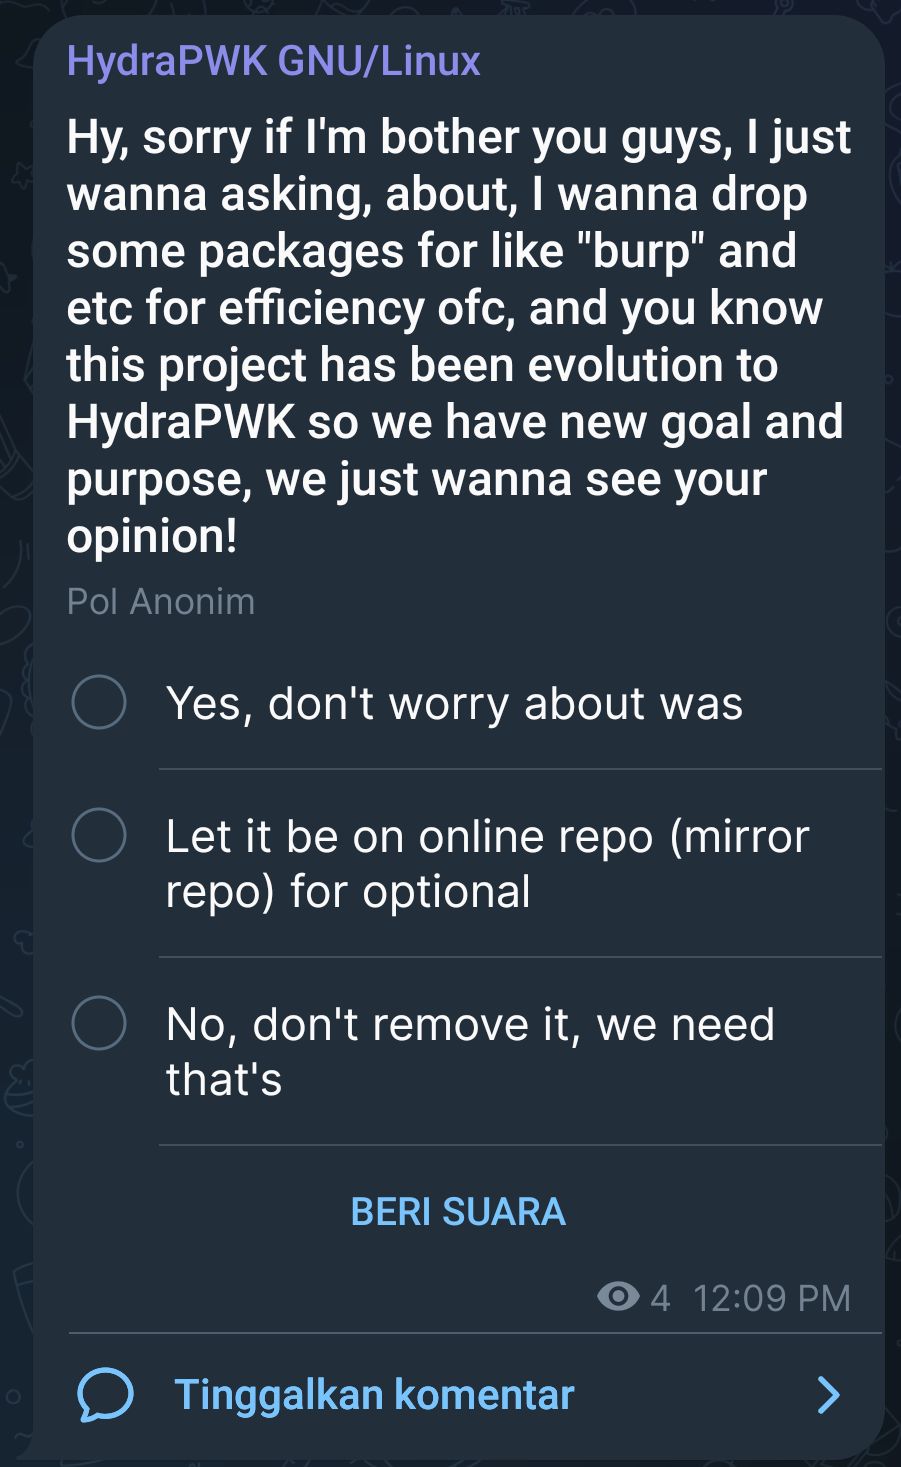 HydraPWK GNU/Linux
Hy, sorry if I'm bother you guys, I just
wanna asking, about, I wanna drop
some packages for like "burp" and
etc for efficiency ofc, and you know
this project has been evolution to
HydraPWK so we have new goal and
purpose, we just wanna see your
opinion!
Pol Anonim
Yes, don't worry about was
Let it be on online repo (mirror
repo) for optional
No, don't remove it, we need
that's
BERI SUARA
4 12:09 PM
Tinggalkan komentar